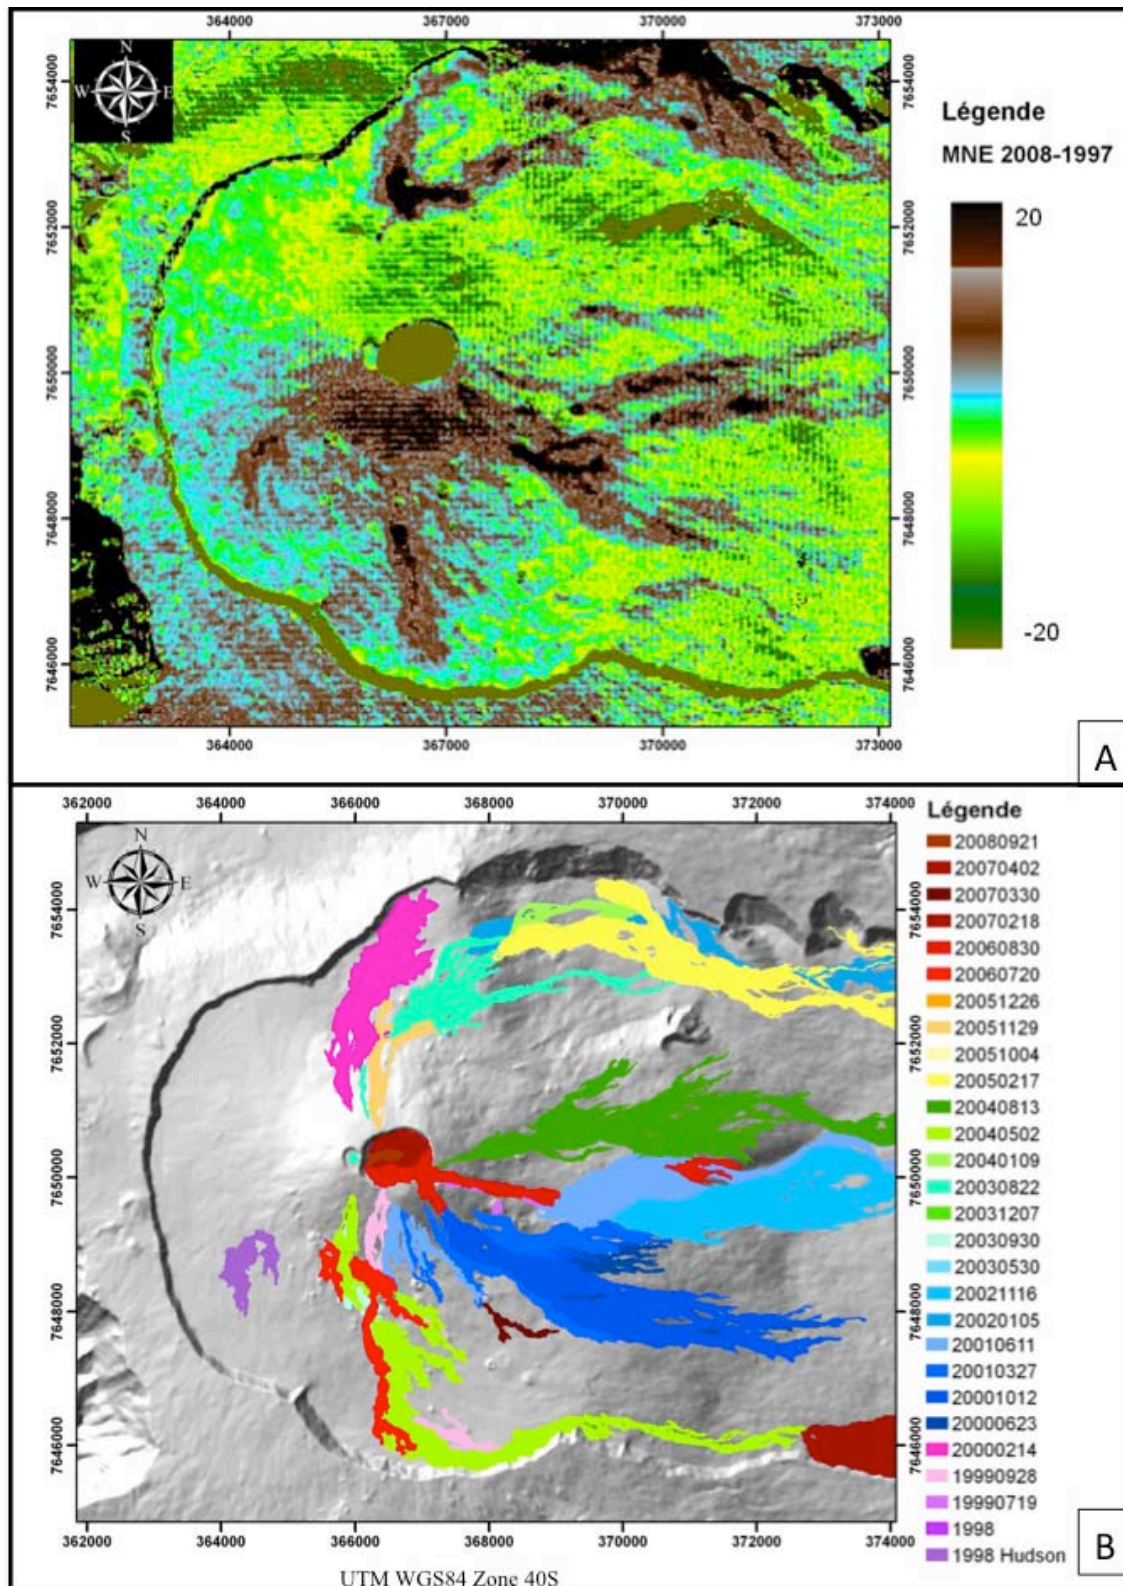 364000 367000 370000 373000
N
W E
S
7654000 7654000
7652000 7652000
7650000 7650000
7648000 7648000
7646000 7646000
364000 367000 370000 373000
Légende
MNE 2008-1997
20
-20
A
362000 364000 366000 368000 370000 372000 374000
N
W E
S
7654000 7654000
7652000 7652000
7650000 7650000
7648000 7648000
7646000 7646000
362000 364000 366000 368000 370000 372000 374000
UTM WGS84 Zone 40S
Légende
20080921
20070402
20070330
20070218
20060830
20060720
20051226
20051129
20051004
20050217
20040813
20040502
20040109
20030822
20031207
20030930
20030530
20021116
20020105
20010611
20010327
20001012
20000623
20000214
19990928
19990719
1998
1998 Hudson
B